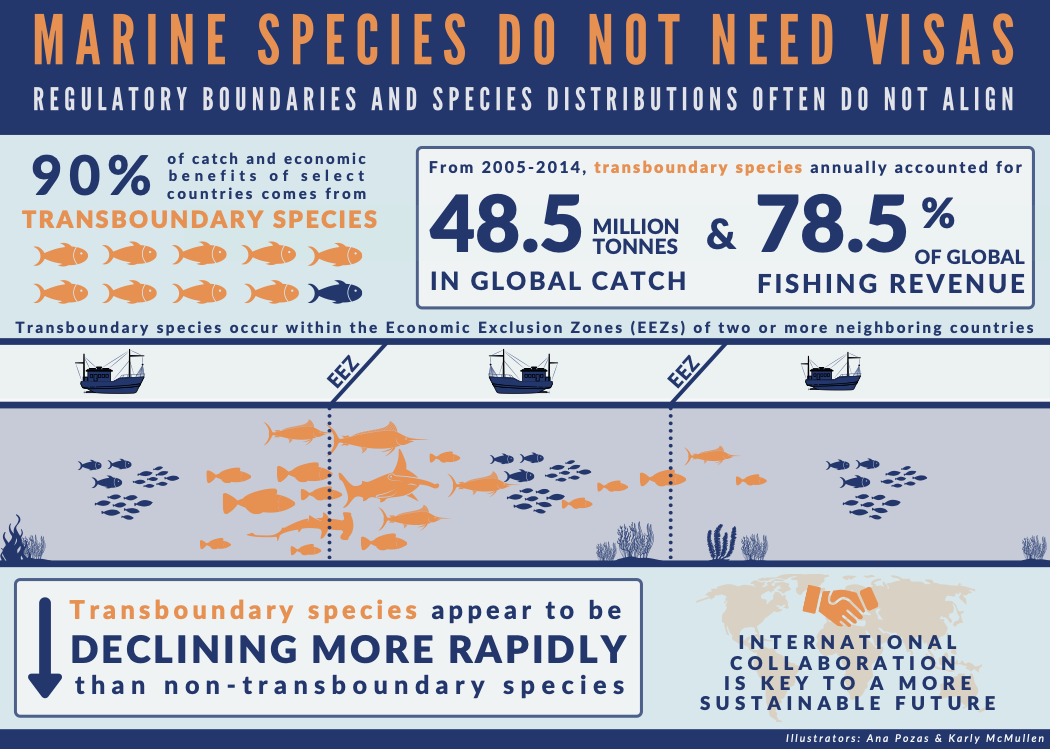 MARINE SPECIES DO NOT NEED VISAS
REGULATORY BOUNDARIES AND SPECIES DISTRIBUTIONS OFTEN DO NOT ALIGN
90%
of catch and economic
benefits of select
countries comes from
TRANSBOUNDARY SPECIES
From 2005-2014, transboundary species annually accounted for
48.5 MILLION
TONNES
IN GLOBAL CATCH
&
78.5%
OF GLOBAL
FISHING REVENUE
Transboundary species occur within the Economic Exclusion Zones (EEZs) of two or more neighboring countries
EEZ
EEZ
Transboundary species appear to be
DECLINING MORE RAPIDLY
than non-transboundary species
INTERNATIONAL
COLLABORATION
IS KEY TO A MORE
SUSTAINABLE FUTURE
Illustrators: Ana Pozas & Karly McMullen